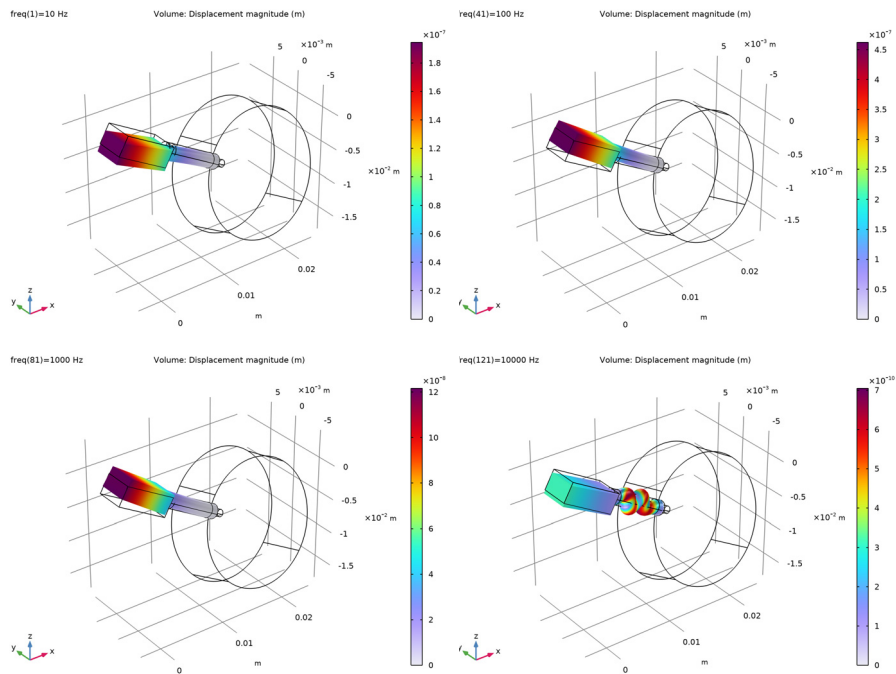 freq(1)=10 Hz
Volume: Displacement magnitude (m)
×10⁻³ m
5
0
-5
0
-0.5
-1
-1.5
×10⁻² m
0.02
0.01
0
m
y
z
x
×10⁻⁷
1.8
1.6
1.4
1.2
1
0.8
0.6
0.4
0.2
0
req(41)=100 Hz
Volume: Displacement magnitude (m)
×10⁻³ m
5
0
-5
0
-0.5
-1
-1.5
×10⁻² m
0.02
0.01
0
m
z
x
×10⁻⁷
4.5
4
3.5
3
2.5
2
1.5
1
0.5
0
freq(81)=1000 Hz
Volume: Displacement magnitude (m)
×10⁻³ m
5
0
-5
0
-0.5
-1
-1.5
×10⁻² m
0.02
0.01
0
m
y
z
x
×10⁻⁸
12
10
8
6
4
2
0
req(121)=10000 Hz
Volume: Displacement magnitude (m)
×10⁻³ m
5
0
-5
0
-0.5
-1
-1.5
×10⁻² m
0.02
0.01
0
m
z
x
×10⁻¹⁰
7
6
5
4
3
2
1
0